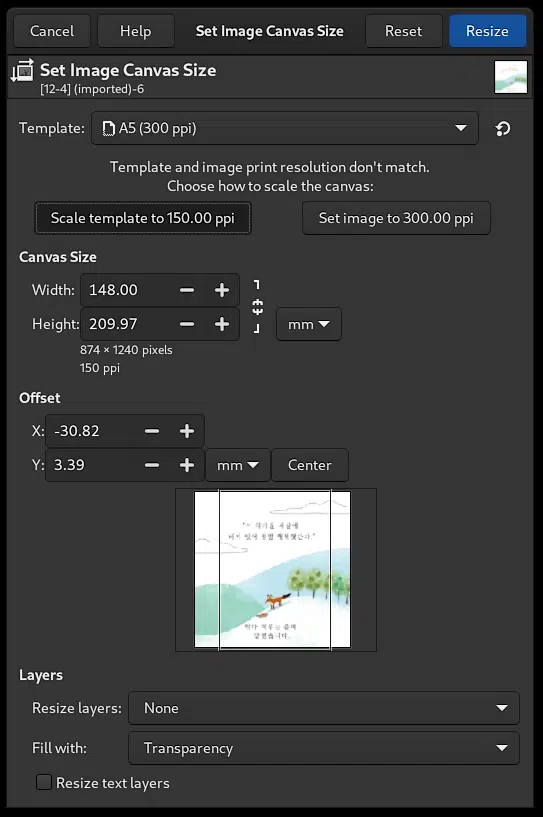 Cancel
Help
Set Image Canvas Size
Reset
Resize
Set Image Canvas Size
[12-4] (imported)-6
Template:
A5 (300 ppi)
Template and image print resolution don't match.
Choose how to scale the canvas:
Scale template to 150.00 ppi
Set image to 300.00 ppi
Canvas Size
Width: 148.00
Height: 209.97
mm
874 × 1240 pixels
150 ppi
Offset
X: -30.82
Y: 3.39
mm
Center
Layers
Resize layers: None
Fill with: Transparency
Resize text layers